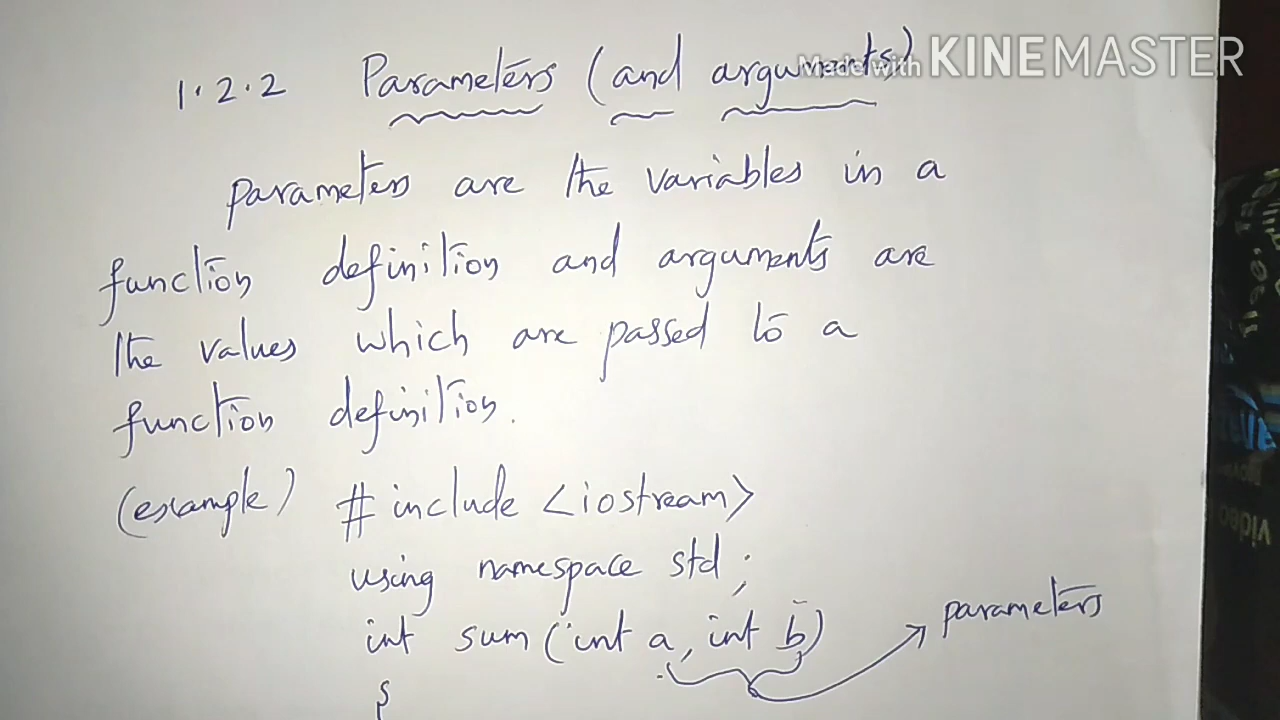 Made with KINEMASTER
1.2.2 Parameters (and arguments)
parameters are the variables in a
function definition and arguments are
the values which are passed to a
function definition.
(example) # include <iostream>
using namespace std ;
int sum (int a, int b)
parameters
{